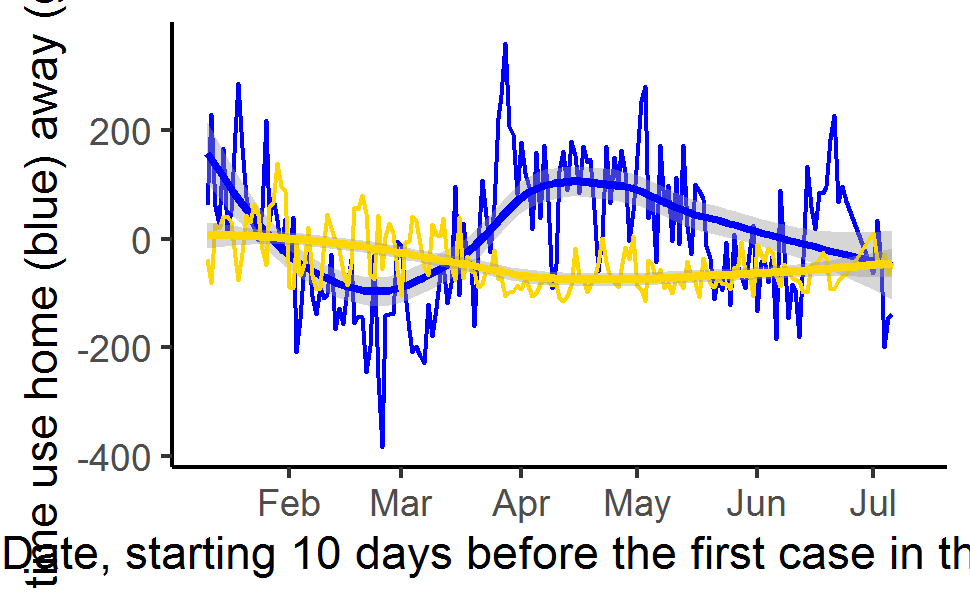 time use home (blue) away (
200
0
-200
-400
Feb Mar Apr May Jun Jul
Date, starting 10 days before the first case in th